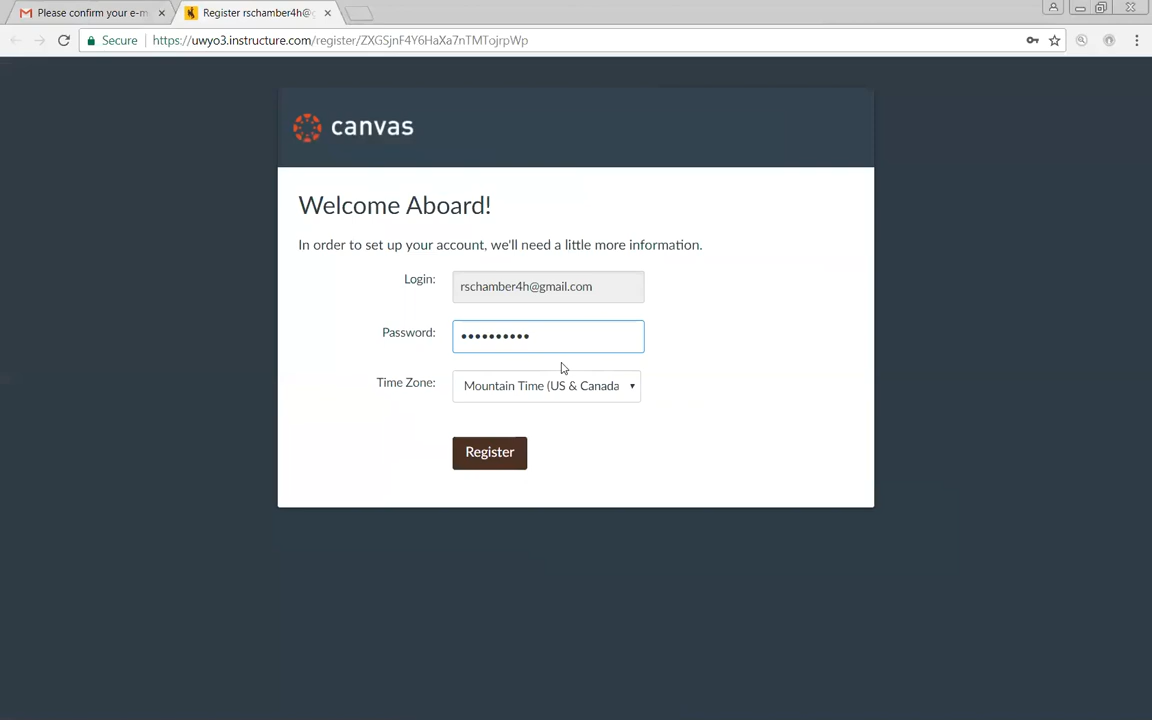 Please confirm your e-m
Register rschamber4h@
Secure
https://uwyo3.instructure.com/register/ZXGSjnF4Y6HaXa7nTMTojrpWp
canvas
Welcome Aboard!
In order to set up your account, we'll need a little more information.
Login:
rschamber4h@gmail.com
Password:
••••••••••
Time Zone:
Mountain Time (US & Canada
Register